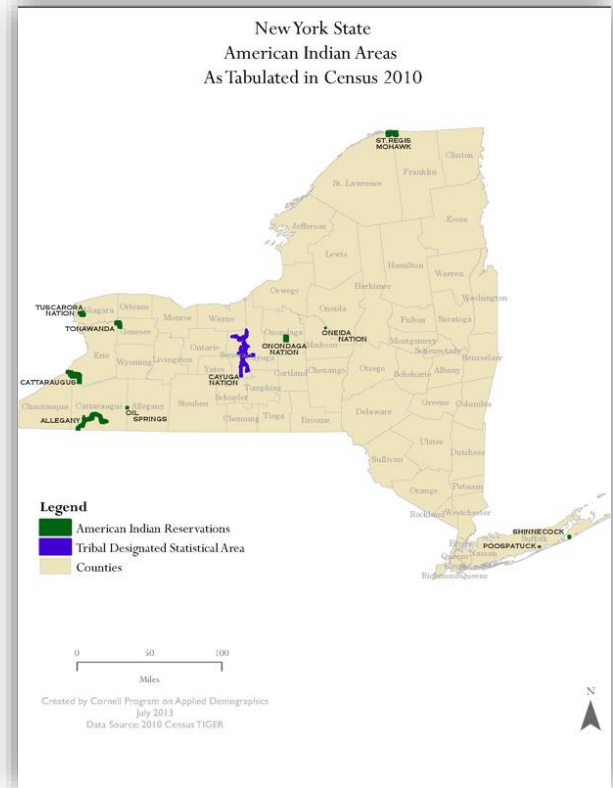 New York State
American Indian Areas
As Tabulated in Census 2010
ST.REGIS
MOHAWK
Clinton
Franklin
St. Lawrence
Essex
Jefferson
Lewis
Hamilton
Warren
Washington
Herkimer
Oswego
Oneida
TUSCARORA
NATION
Niagara
Orleans
Monroe
Wayne
TONAWANDA
Genesee
Onondaga
ONEIDA
NATION
Fulton
Saratoga
Erie
Wyoming
Livingston
Ontario
Cayuga
ONONDAGA
NATION
Madison
Montgomery
Schenectady
Rensselaer
Yates
CATTARAUGUS
CAYUGA
NATION
Tompkins
Cortland
Chenango
Otsego
Schoharie
Albany
Chautauqua
Cattaraugus
Allegany
Steuben
Schuyler
Greene
Columbia
ALLEGANY
OIL
SPRINGS
Chemung
Tioga
Broome
Delaware
Ulster
Dutchess
Sullivan
Orange
Putnam
Rockland
Westchester
SHINNECOCK
Suffolk
POOSPATUCK
Nassau
Queens
Richmond
Queens
Legend
American Indian Reservations
Tribal Designated Statistical Area
Counties
0 50 100
Miles
Created by Cornell Program on Applied Demographics
July 2013
Data Source: 2010 Census TIGER
N